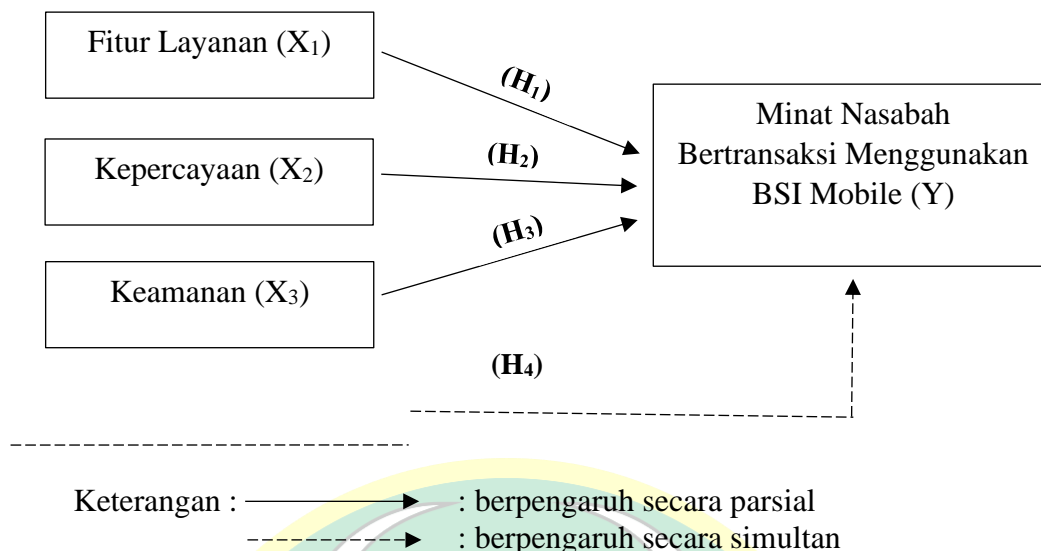 Fitur Layanan (X₁)
(H₁)
Minat Nasabah
Bertransaksi Menggunakan
BSI Mobile (Y)
Kepercayaan (X₂)
(H₂)
(H₃)
Keamanan (X₃)
(H₄)
Keterangan : : berpengaruh secara parsial
: berpengaruh secara simultan